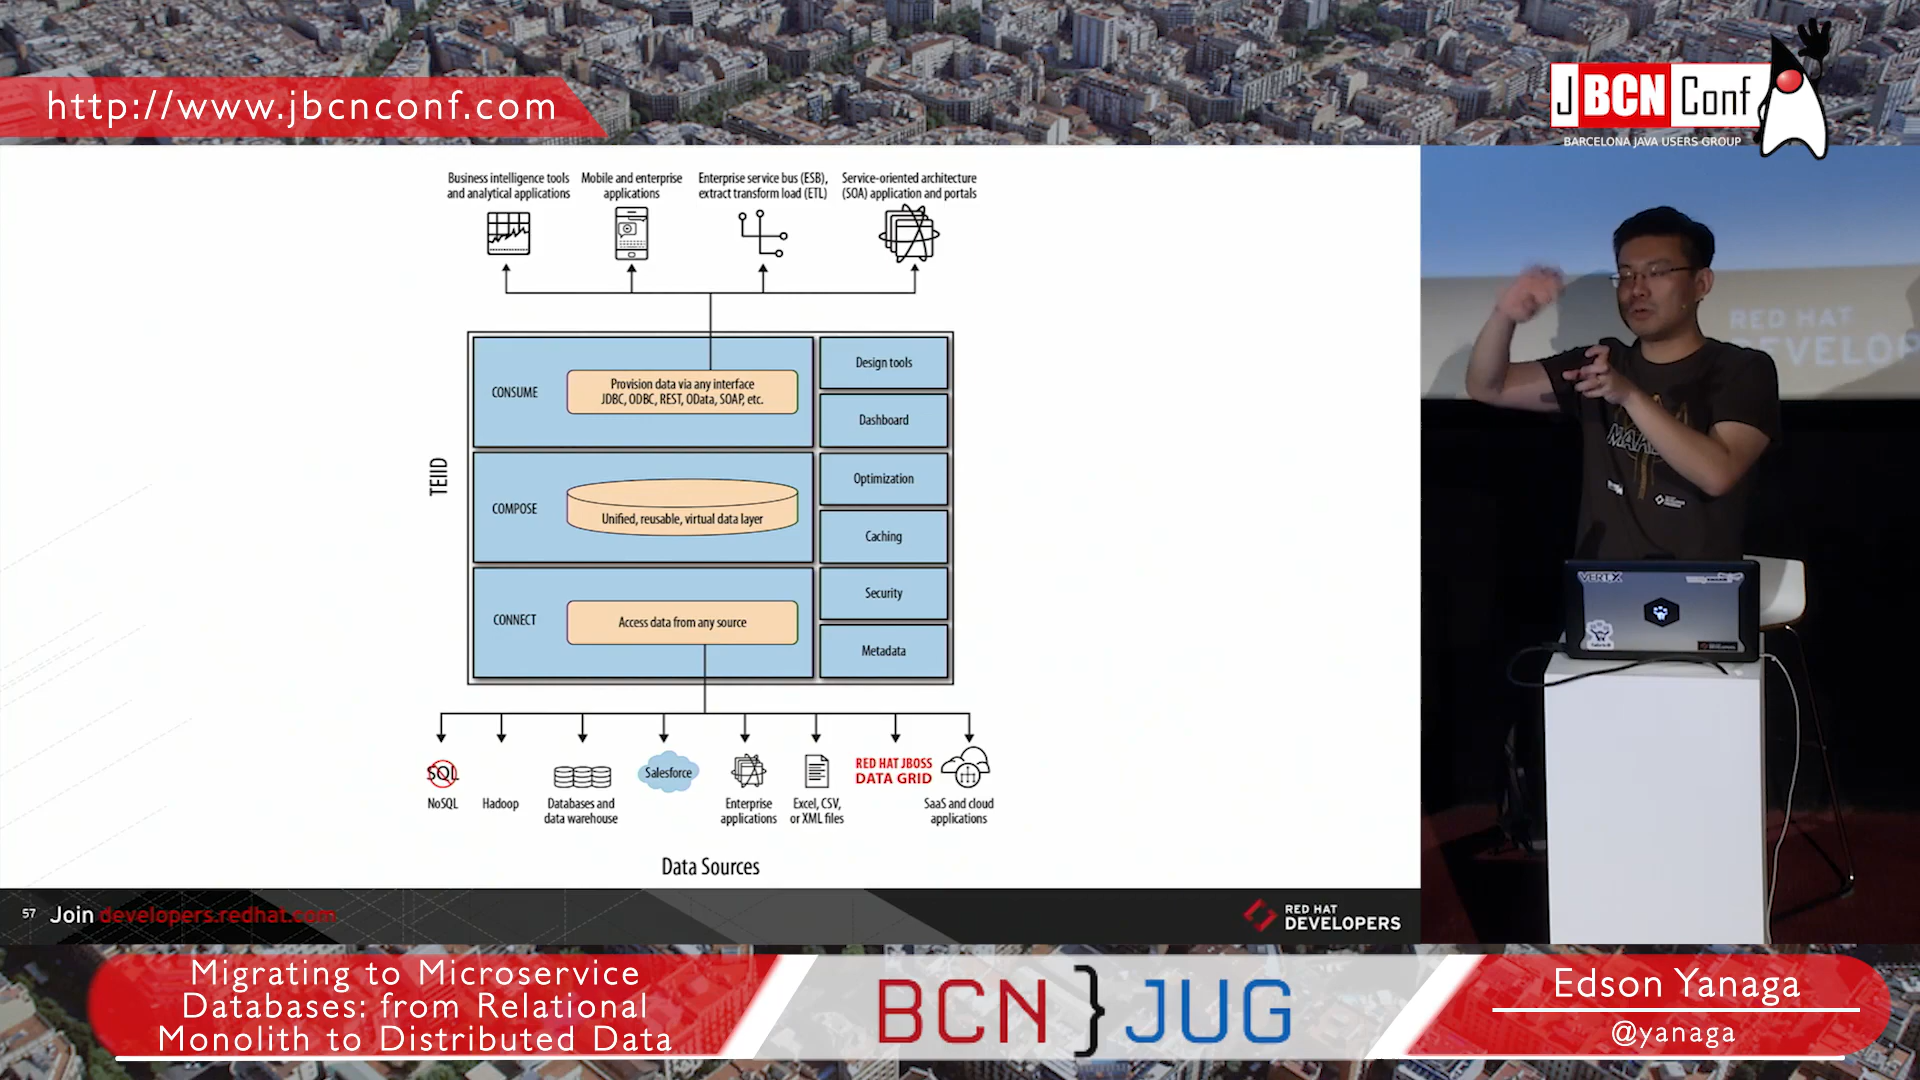 http://www.jbcnconf.com
JBCNConf
BARCELONA JAVA USERS GROUP
Business intelligence tools
and analytical applications
Mobile and enterprise
applications
Enterprise service bus (ESB),
extract transform load (ETL)
Service-oriented architecture
(SOA) application and portals
TEIID
CONSUME
Provision data via any interface
JDBC, ODBC, REST, OData, SOAP, etc.
Design tools
Dashboard
COMPOSE
Unified, reusable, virtual data layer
Optimization
Caching
CONNECT
Access data from any source
Security
Metadata
SQL
NoSQL
Hadoop
Databases and
data warehouse
Salesforce
Enterprise
applications
Excel, CSV,
or XML files
RED HAT JBOSS
DATA GRID
SaaS and cloud
applications
Data Sources
57 Join developers.redhat.com
RED HAT
DEVELOPERS
RED HAT
VERT.X
Migrating to Microservice
Databases: from Relational
Monolith to Distributed Data
BCN}JUG
Edson Yanaga
@yanaga